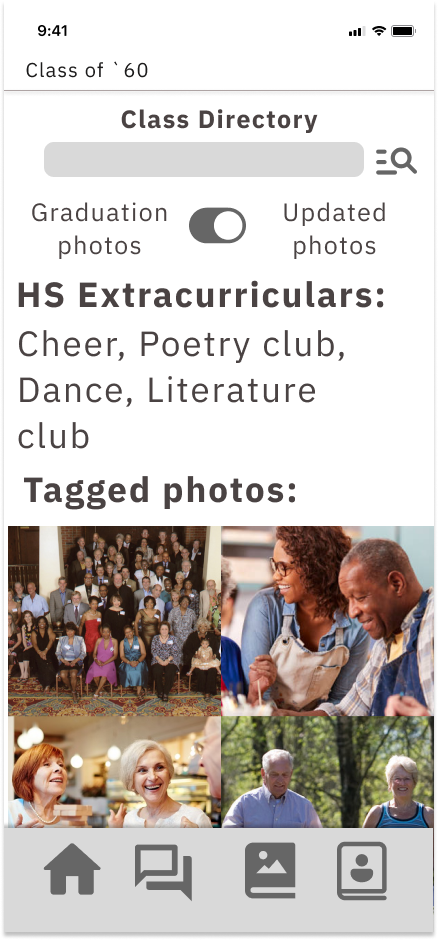 9:41
Class of `60
Class Directory
Graduation photos
Updated photos
HS Extracurriculars:
Cheer, Poetry club,
Dance, Literature
club
Tagged photos: